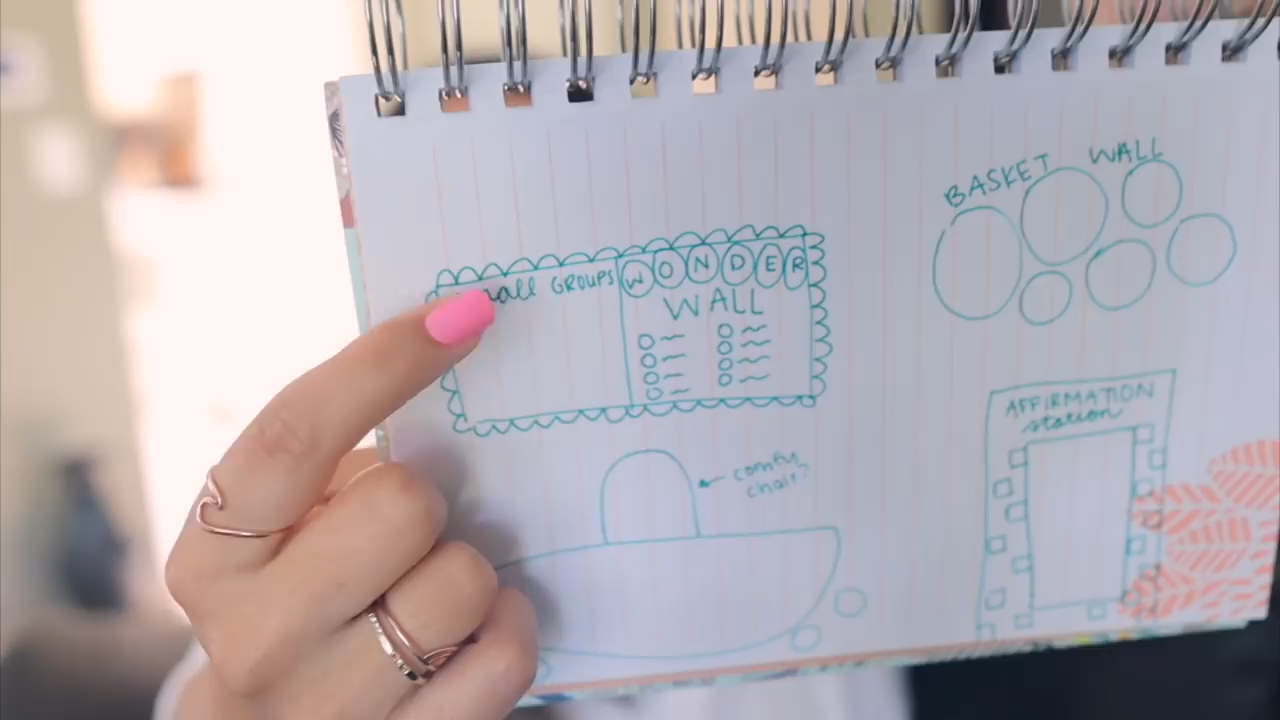 Small GROUPS
WONDER
WALL
comfy
chair?
BASKET WALL
AFFIRMATION
station